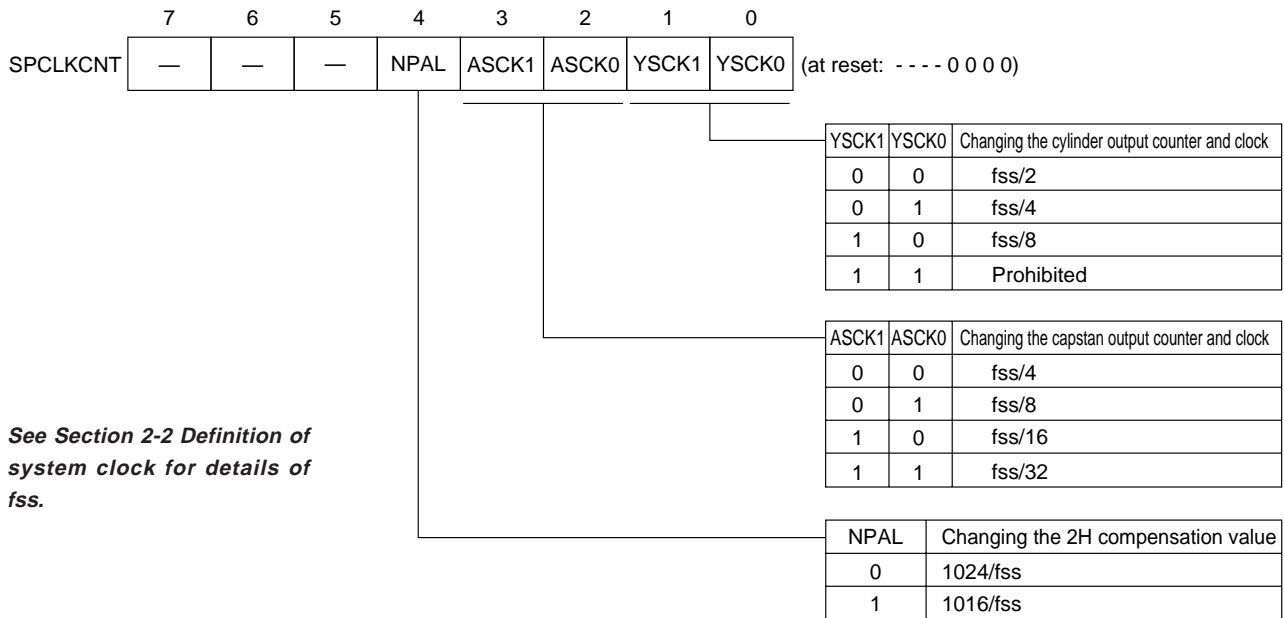 7 6 5 4 3 2 1 0
SPCLKCNT — — — NPAL ASCK1 ASCK0 YSCK1 YSCK0 (at reset: - - - - 0 0 0 0)
YSCK1 YSCK0 Changing the cylinder output counter and clock
0 0 fss/2
0 1 fss/4
1 0 fss/8
1 1 Prohibited
ASCK1 ASCK0 Changing the capstan output counter and clock
0 0 fss/4
0 1 fss/8
1 0 fss/16
1 1 fss/32
See Section 2-2 Definition of
system clock for details of
fss.
NPAL Changing the 2H compensation value
0 1024/fss
1 1016/fss